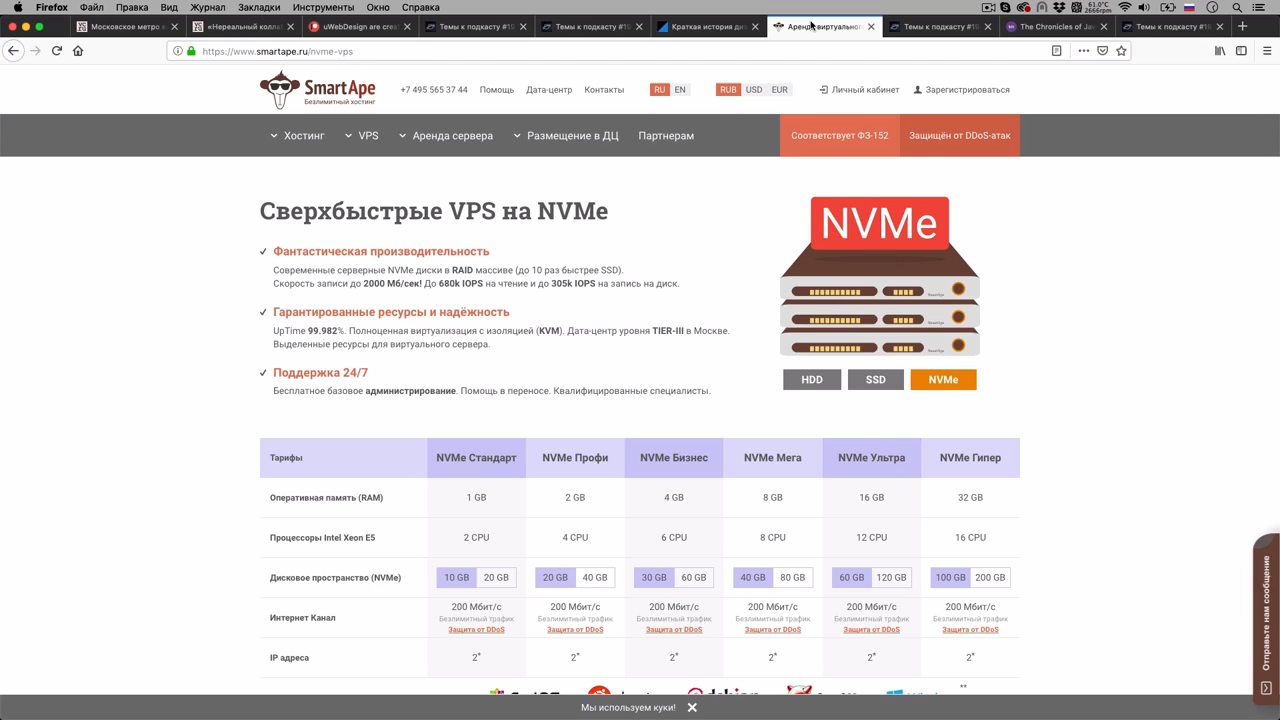 Firefox Файл Правка Вид Журнал Закладки Инструменты Окно Справка
61.0°C
2666rpm
Московское метро в
«Нереальный коллаб
uWebDesign are creat
Темы к подкасту #19
Темы к подкасту #19
Краткая история ди
Аренда виртуального
Темы к подкасту #1
The Chronicles of Ja
Темы к подкасту #18
https://www.smartape.ru/nvme-vps
SmartApe
Безлимитный хостинг
+7 495 565 37 44 Помощь Дата-центр Контакты RU EN RUB USD EUR Личный кабинет Зарегистрироваться
Хостинг VPS Аренда сервера Размещение в ДЦ Партнерам Соответствует ФЗ-152 Защищён от DDoS-атак
Сверхбыстрые VPS на NVMe
Фантастическая производительность
Современные серверные NVMe диски в RAID массиве (до 10 раз быстрее SSD).
Скорость записи до 2000 Мб/сек! До 680k IOPS на чтение и до 305k IOPS на запись на диск.
Гарантированные ресурсы и надёжность
UpTime 99.982%. Полноценная виртуализация с изоляцией (KVM). Дата-центр уровня TIER-III в Москве.
Выделенные ресурсы для виртуального сервера.
Поддержка 24/7
Бесплатное базовое администрирование. Помощь в переносе. Квалифицированные специалисты.
NVMe
HDD SSD NVMe
Тарифы NVMe Стандарт NVMe Профи NVMe Бизнес NVMe Мега NVMe Ультра NVMe Гипер
Оперативная память (RAM) 1 GB 2 GB 4 GB 8 GB 16 GB 32 GB
Процессоры Intel Xeon E5 2 CPU 4 CPU 6 CPU 8 CPU 12 CPU 16 CPU
Дисковое пространство (NVMe) 10 GB 20 GB 20 GB 40 GB 30 GB 60 GB 40 GB 80 GB 60 GB 120 GB 100 GB 200 GB
Интернет Канал 200 Мбит/с 200 Мбит/с 200 Мбит/с 200 Мбит/с 200 Мбит/с 200 Мбит/с
Безлимитный трафик Безлимитный трафик Безлимитный трафик Безлимитный трафик Безлимитный трафик Безлимитный трафик
Защита от DDoS Защита от DDoS Защита от DDoS Защита от DDoS Защита от DDoS Защита от DDoS
IP адреса 2* 2* 2* 2* 2* 2*
**
Отправьте нам сообщение
Мы используем куки!